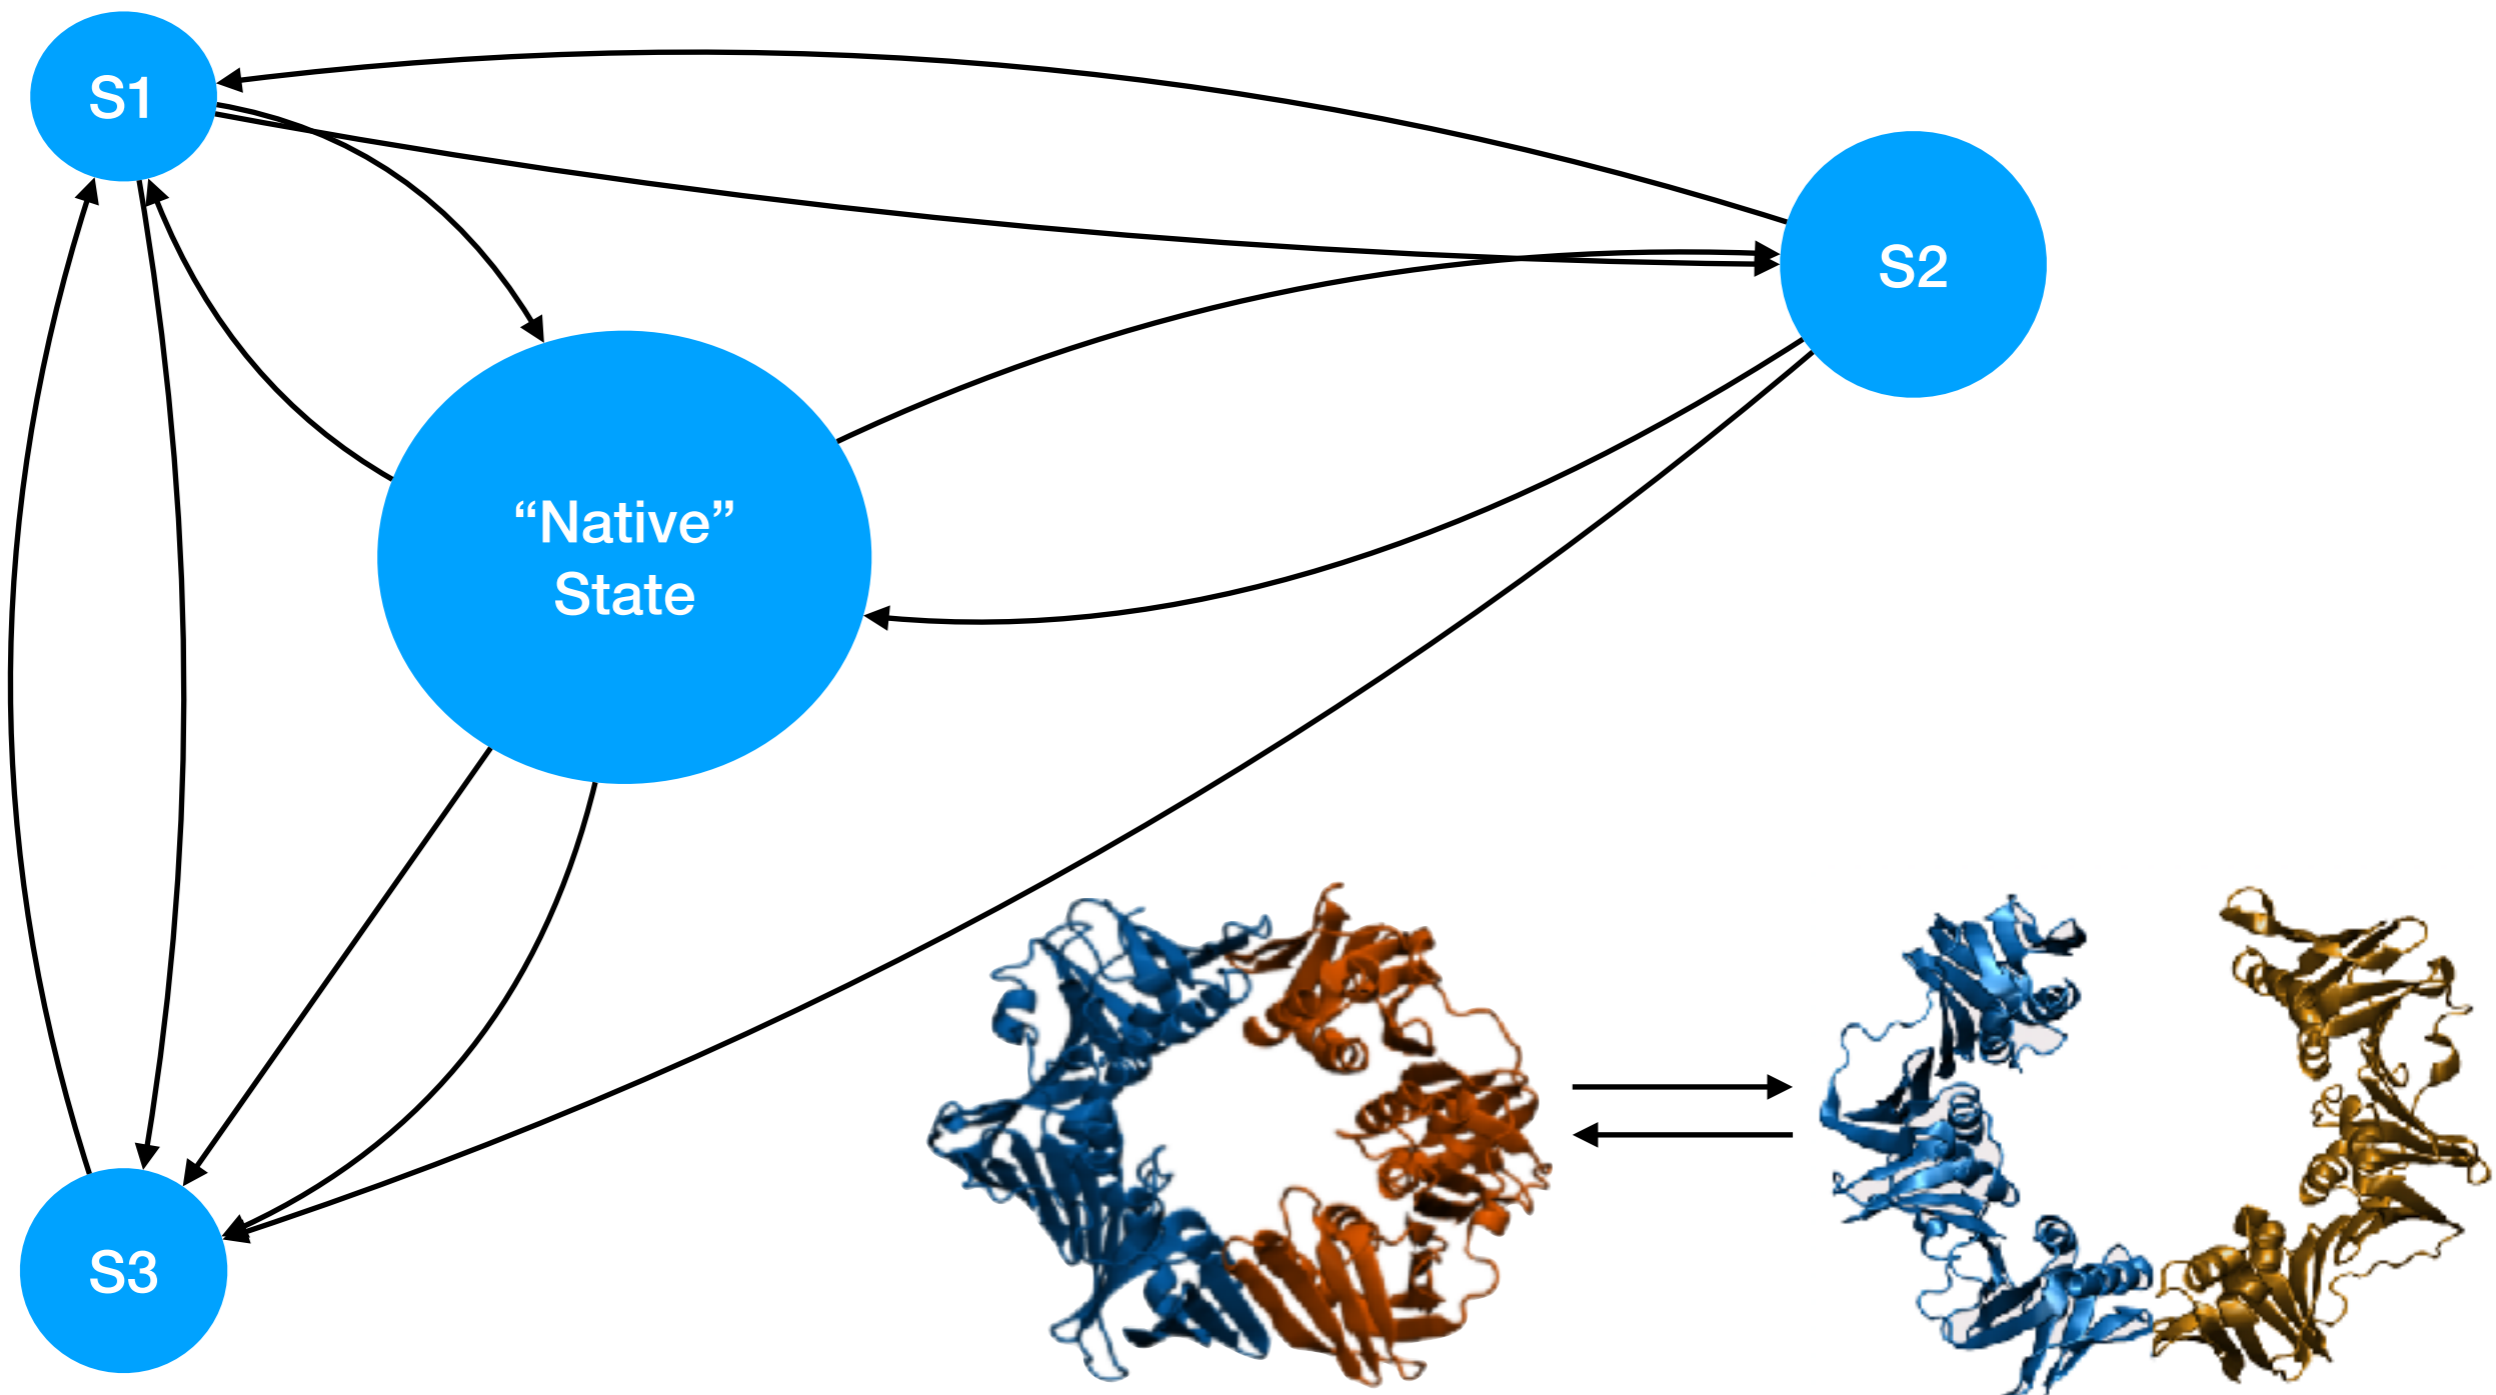 S1
S2
“Native”
State
S3